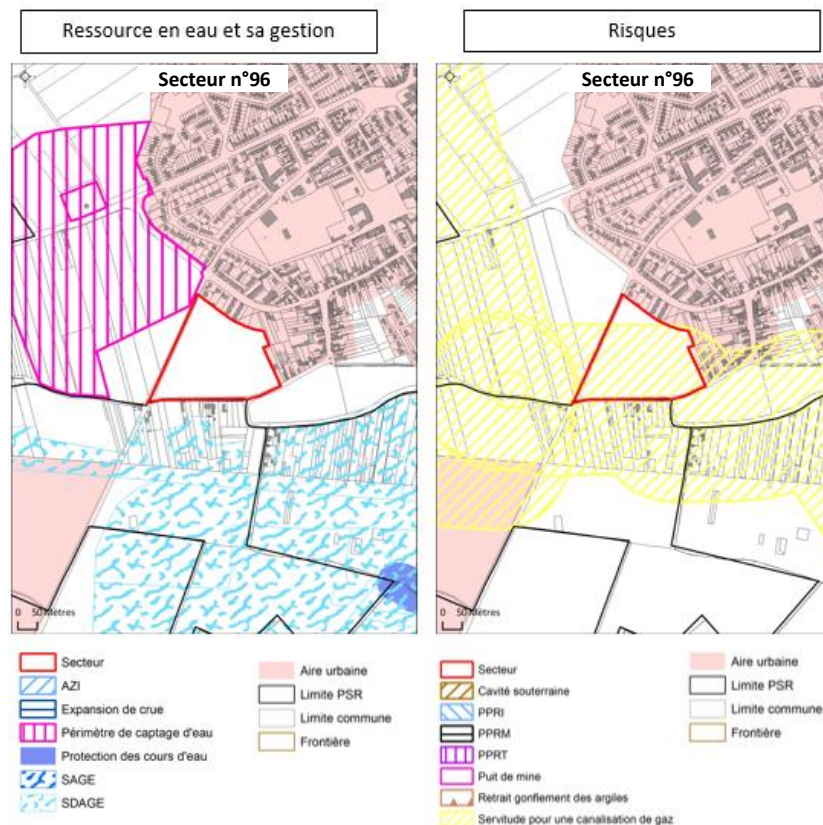 Ressource en eau et sa gestion
Risques
Secteur n°96
Secteur n°96
0 50 Mètres
0 50 Mètres
Secteur
AZI
Expansion de crue
Périmètre de captage d'eau
Protection des cours d'eau
SAGE
SDAGE
Aire urbaine
Limite PSR
Limite commune
Frontière
Secteur
Cavité souterraine
PPRI
PPRM
PPRT
Puit de mine
Retrait gonflement des argiles
Servitude pour une canalisation de gaz
Aire urbaine
Limite PSR
Limite commune
Frontière